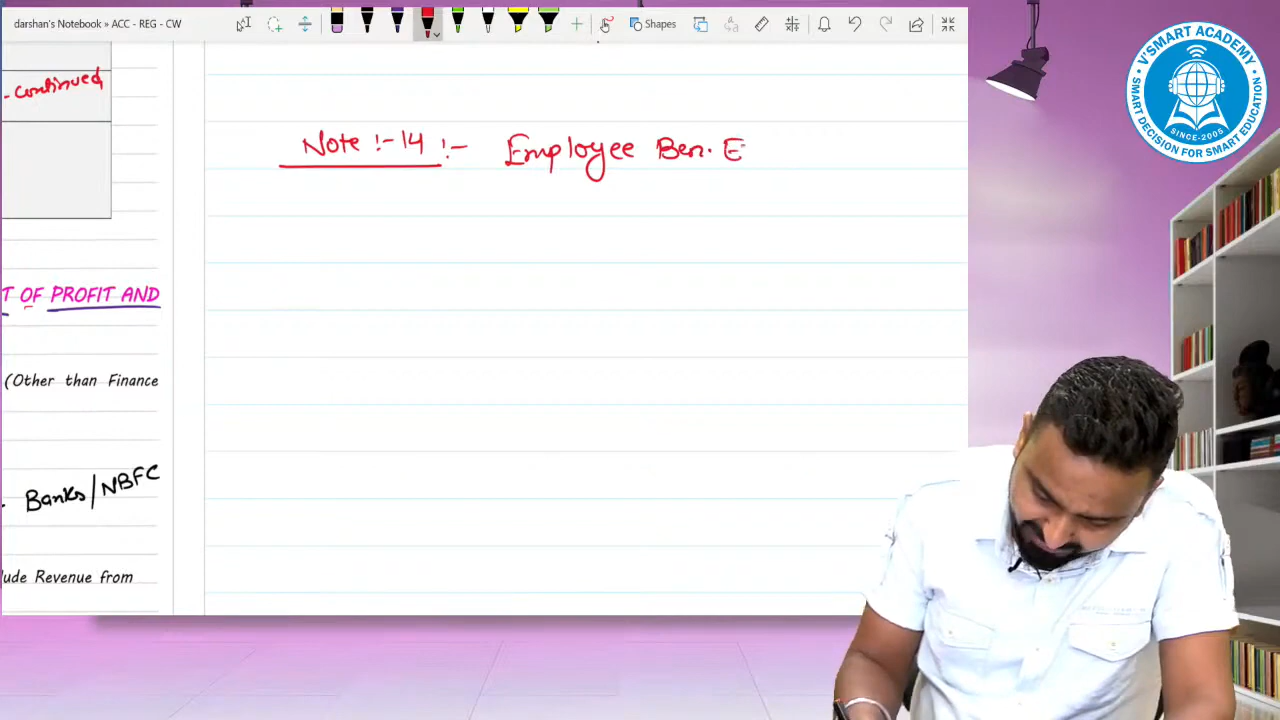 darshan's Notebook » ACC - REG - CW
Shapes
- continued
Note :- 14 :- Employee Ben. E
T OF PROFIT AND
(Other than Finance
- Banks/NBFC
lude Revenue from
V'SMART ACADEMY
SINCE-2005
SMART DECISION FOR SMART EDUCATION